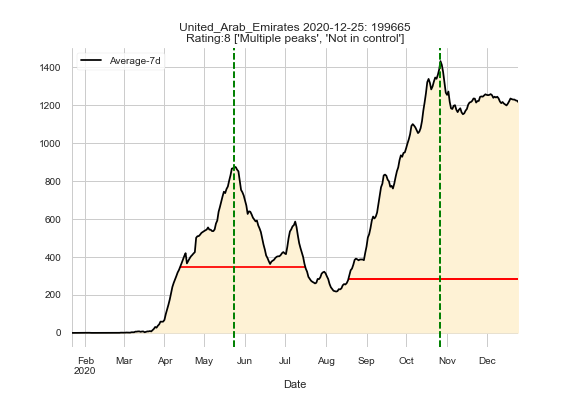 United_Arab_Emirates 2020-12-25: 199665
Rating:8 ['Multiple peaks', 'Not in control']
Average-7d
1400
1200
1000
800
600
400
200
0
Feb Mar Apr May Jun Jul Aug Sep Oct Nov Dec
2020
Date